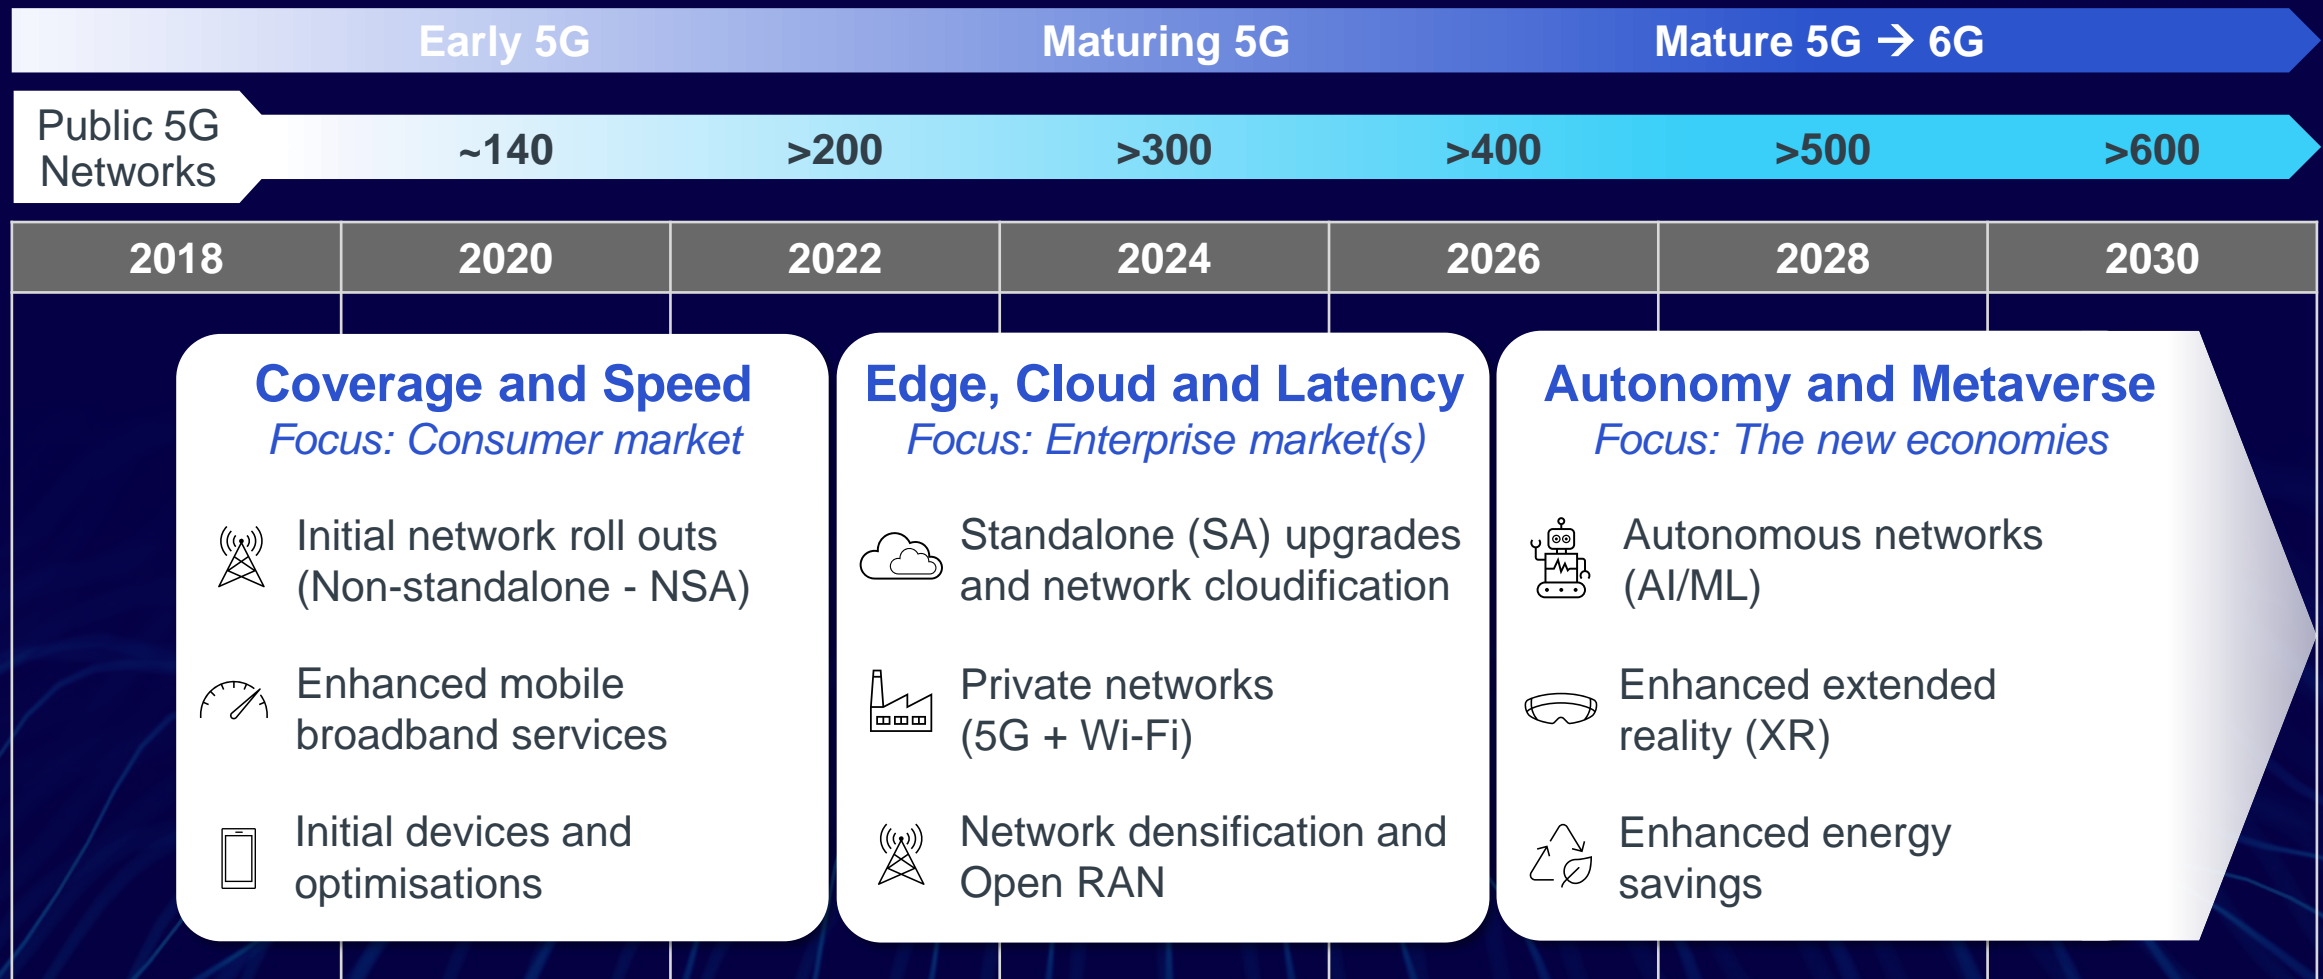 Early 5G
Maturing 5G
Mature 5G → 6G
Public 5G
Networks
~140
>200
>300
>400
>500
>600
2018
2020
2022
2024
2026
2028
2030
Coverage and Speed
Focus: Consumer market
Initial network roll outs
(Non-standalone - NSA)
Enhanced mobile
broadband services
Initial devices and
optimisations
Edge, Cloud and Latency
Focus: Enterprise market(s)
Standalone (SA) upgrades
and network cloudification
Private networks
(5G + Wi-Fi)
Network densification and
Open RAN
Autonomy and Metaverse
Focus: The new economies
Autonomous networks
(AI/ML)
Enhanced extended
reality (XR)
Enhanced energy
savings